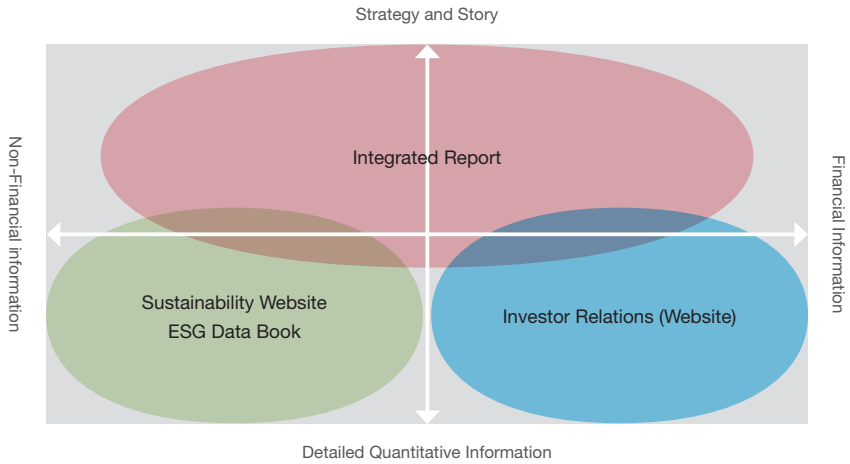 Strategy and Story
Non-Financial information
Integrated Report
Financial Information
Sustainability Website
ESG Data Book
Investor Relations (Website)
Detailed Quantitative Information